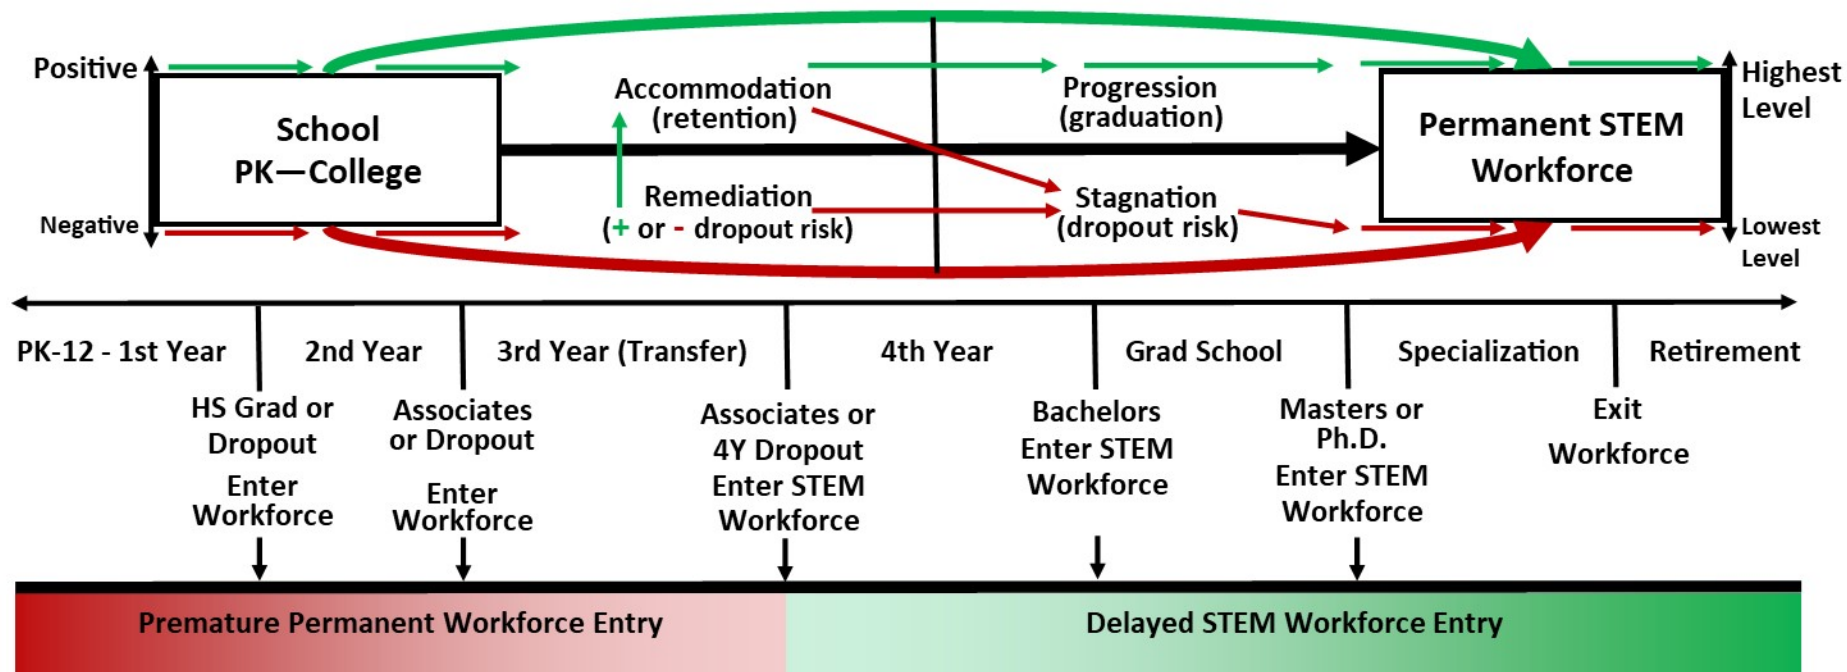 Positive
Negative
School
PK—College
Accommodation
(retention)
Remediation
(+ or - dropout risk)
Progression
(graduation)
Stagnation
(dropout risk)
Permanent STEM
Workforce
Highest
Level
Lowest
Level
PK-12 - 1st Year
2nd Year
3rd Year (Transfer)
4th Year
Grad School
Specialization
Retirement
HS Grad or
Dropout
Enter
Workforce
Associates
or Dropout
Enter
Workforce
Associates or
4Y Dropout
Enter STEM
Workforce
Bachelors
Enter STEM
Workforce
Masters or
Ph.D.
Enter STEM
Workforce
Exit
Workforce
Premature Permanent Workforce Entry
Delayed STEM Workforce Entry